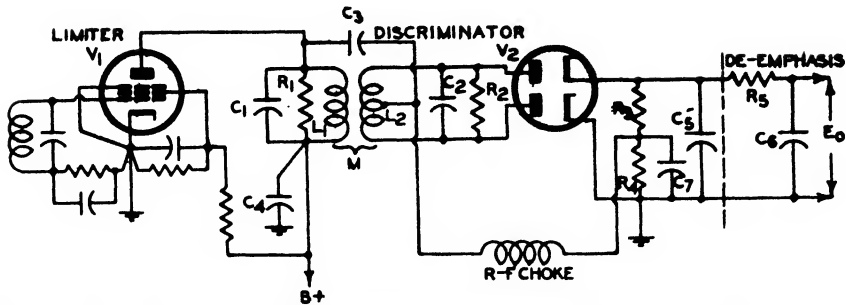 LIMITER
V1
C3
DISCRIMINATOR
V2
DE-EMPHASIS
C1
R1
L1
L2
C2
R2
M
C4
R3
R4
C5
C7
R5
C6
E0
R-F CHOKE
B+